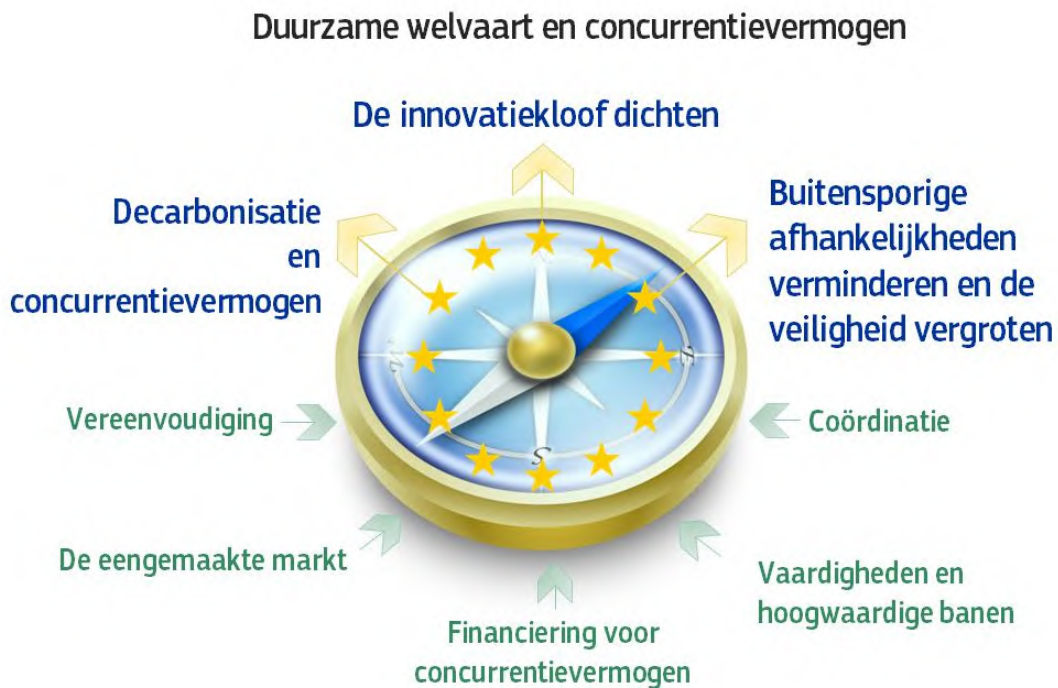 Duurzame welvaart en concurrentievermogen
De innovatiekloof dichten
Decarbonisatie
en
concurrentievermogen
Buitensporige
afhankelijkheden
verminderen en de
veiligheid vergroten
Vereenvoudiging
Coördinatie
De eengemaakte markt
Vaardigheden en
hoogwaardige banen
Financiering voor
concurrentievermogen
E
S